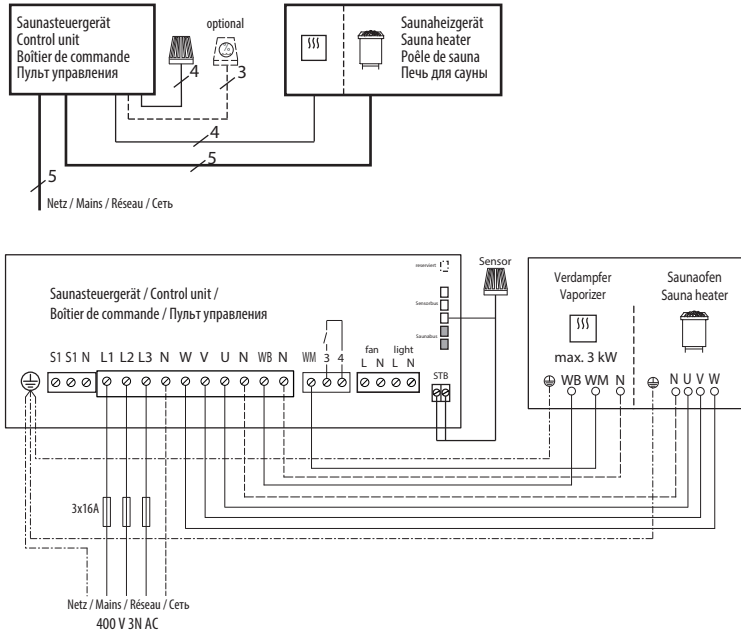 Saunasteuergerät
Control unit
Boîtier de commande
Пульт управления
optional
%
4
3
Saunaheizgerät
Sauna heater
Poêle de sauna
Печь для сауны
4
5
5
Netz / Mains / Réseau / Сеть
Saunasteuergerät / Control unit /
Boîtier de commande / Пульт управления
reserviert
Sensorbus
Saunabus
Sensor
S1 S1 N L1 L2 L3 N W V U N WB N WM 3 4
fan light
L N L N
STB
Verdampfer
Vaporizer
max. 3 kW
WB WM N
Saunaofen
Sauna heater
N U V W
3x16A
Netz / Mains / Réseau / Сеть
400 V 3N AC